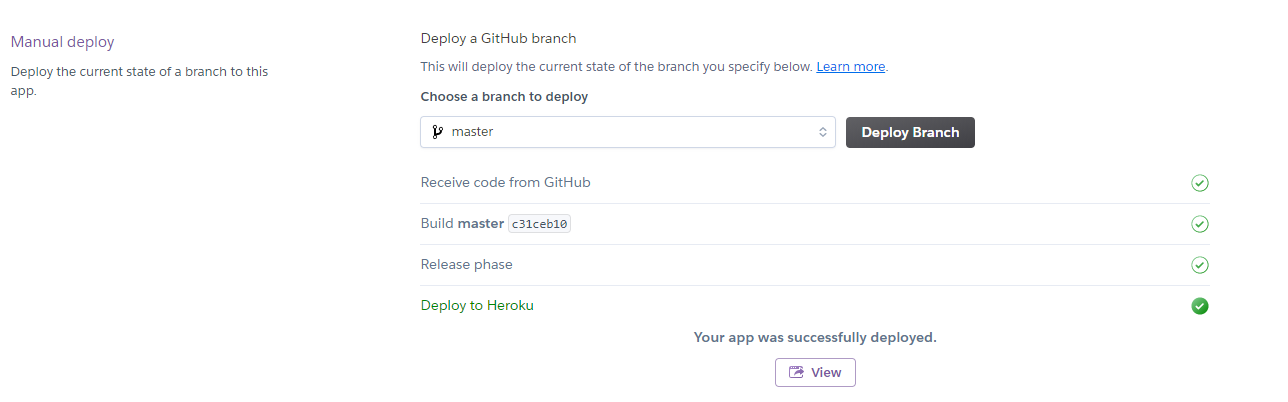 Manual deploy
Deploy the current state of a branch to this
app.
Deploy a GitHub branch
This will deploy the current state of the branch you specify below. Learn more.
Choose a branch to deploy
master
Deploy Branch
Receive code from GitHub
Build master c31ceb10
Release phase
Deploy to Heroku
Your app was successfully deployed.
View